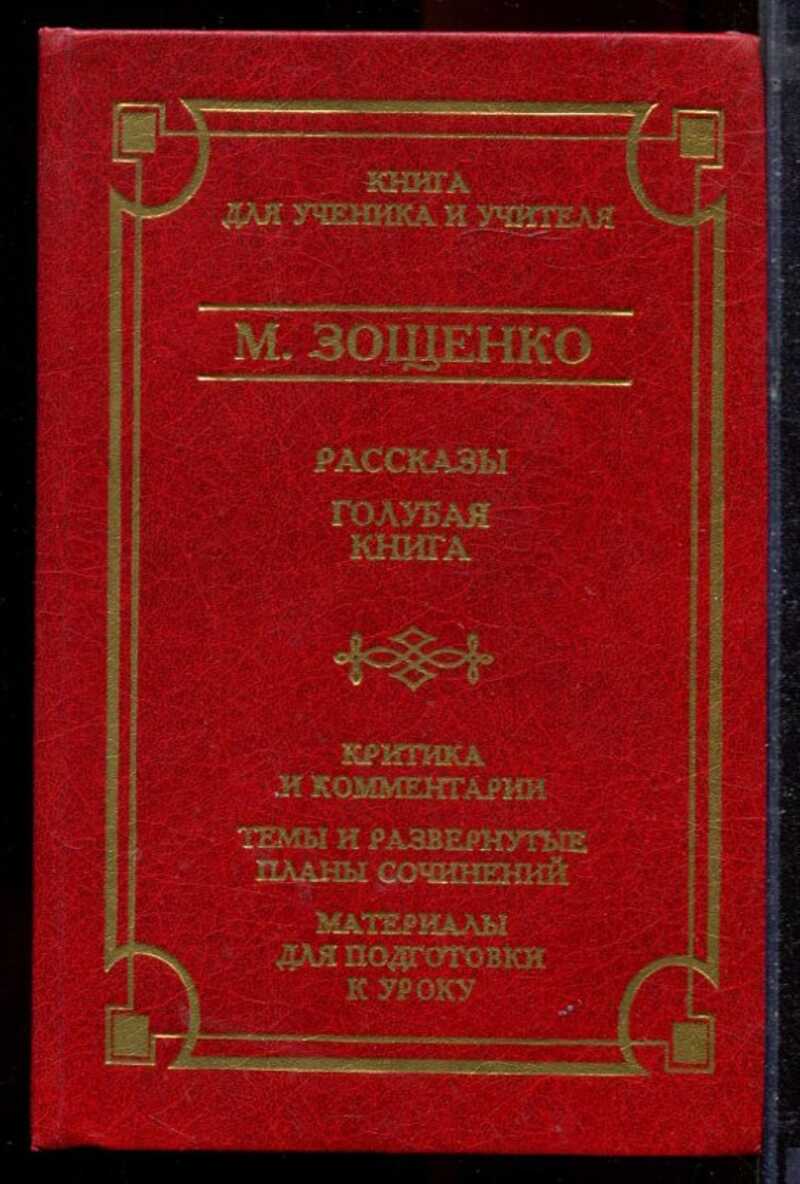 КНИГА
ДЛЯ УЧЕНИКА И УЧИТЕЛЯ
М. ЗОЩЕНКО
РАССКАЗЫ
ГОЛУБАЯ
КНИГА
КРИТИКА
И КОММЕНТАРИИ
ТЕМЫ И РАЗВЕРНУТЫЕ
ПЛАНЫ СОЧИНЕНИЙ
МАТЕРИАЛЫ
ДЛЯ ПОДГОТОВКИ
К УРОКУ